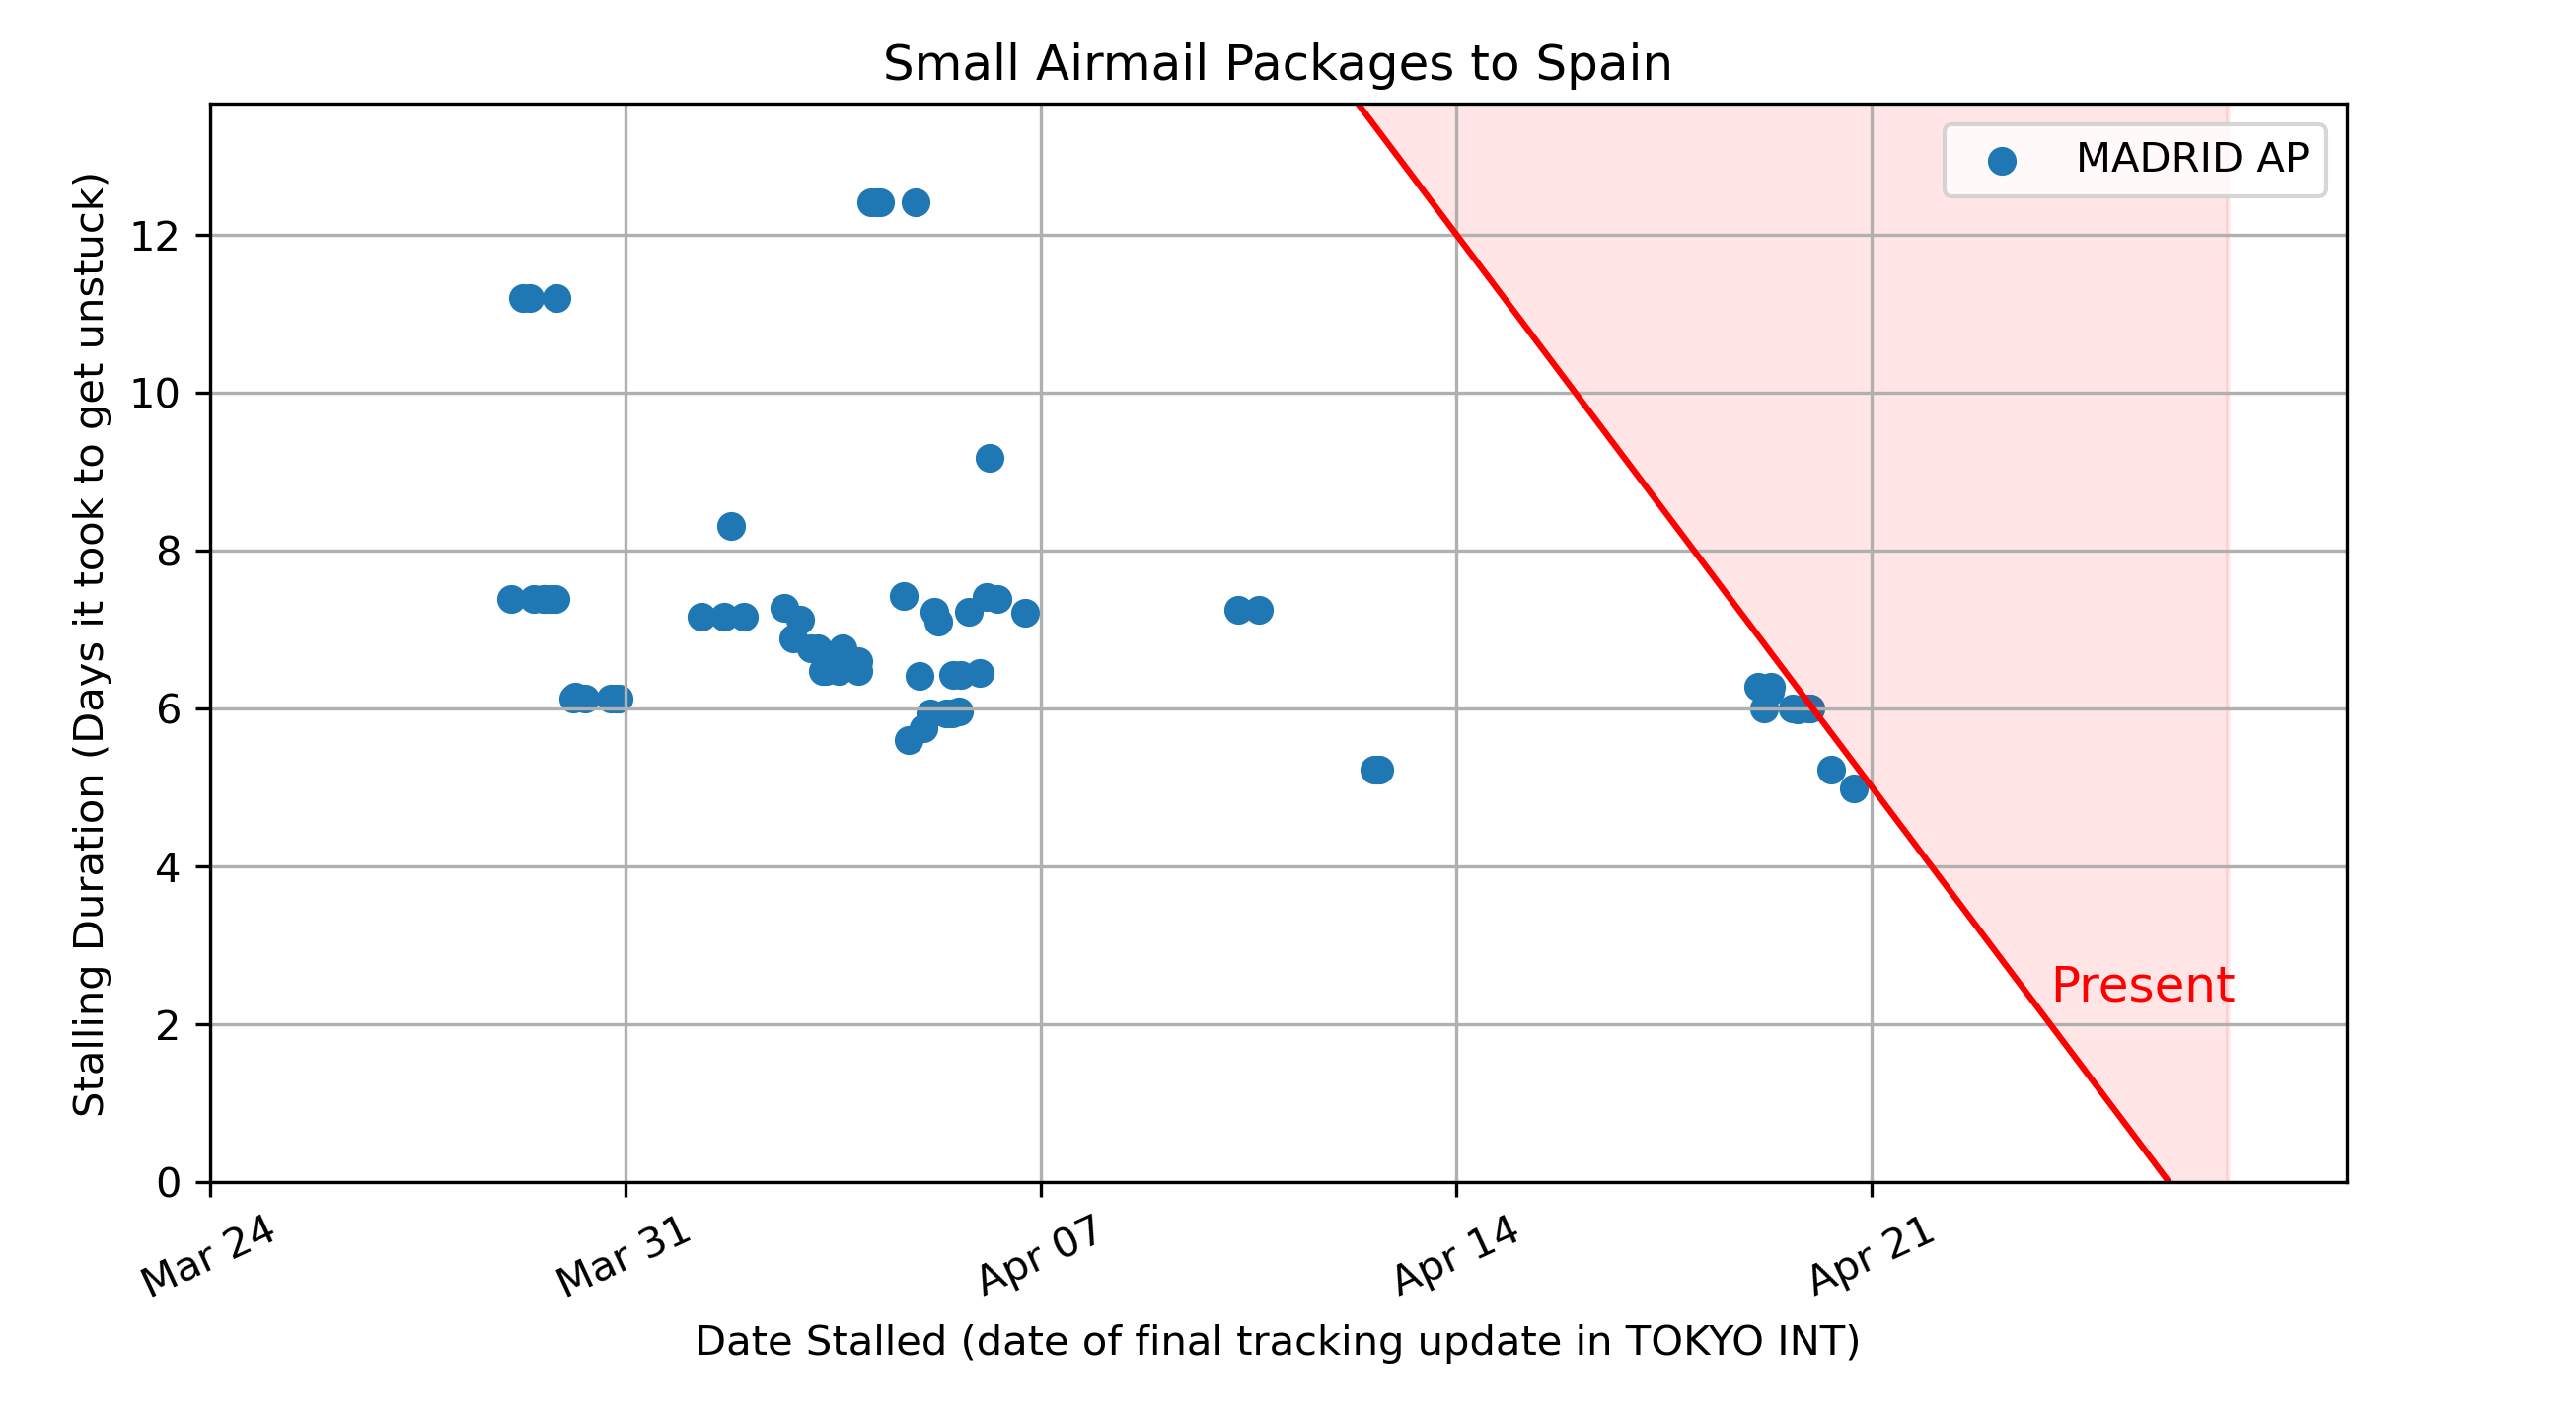 Small Airmail Packages to Spain
MADRID AP
Stalling Duration (Days it took to get unstuck)
12
10
8
6
4
2
0
Present
Mar 24
Mar 31
Apr 07
Apr 14
Apr 21
Date Stalled (date of final tracking update in TOKYO INT)